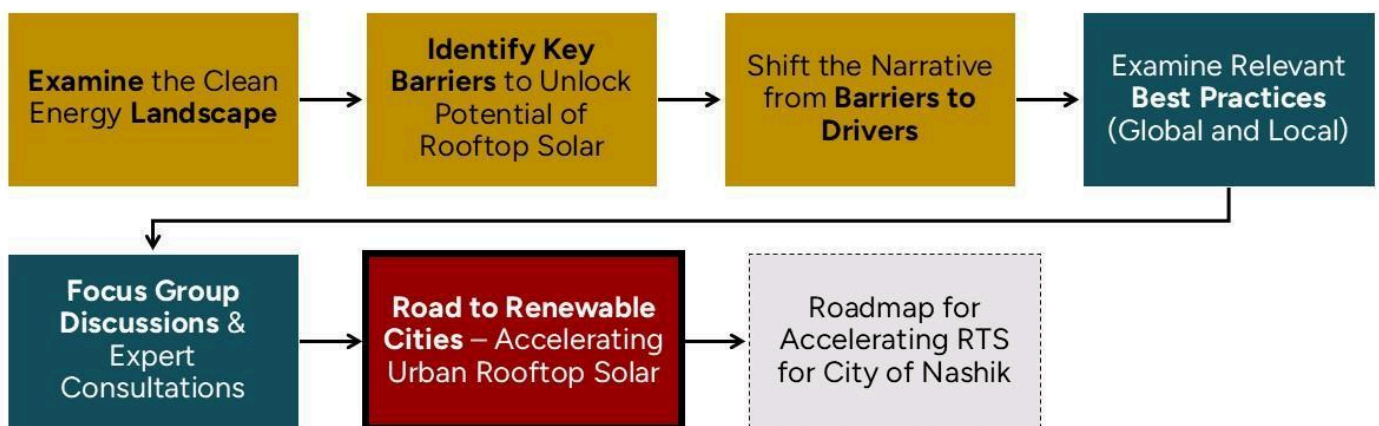 Examine the Clean
Energy Landscape
Identify Key
Barriers to Unlock
Potential of
Rooftop Solar
Shift the Narrative
from Barriers to
Drivers
Examine Relevant
Best Practices
(Global and Local)
Focus Group
Discussions &
Expert
Consultations
Road to Renewable
Cities – Accelerating
Urban Rooftop Solar
Roadmap for
Accelerating RTS
for City of Nashik